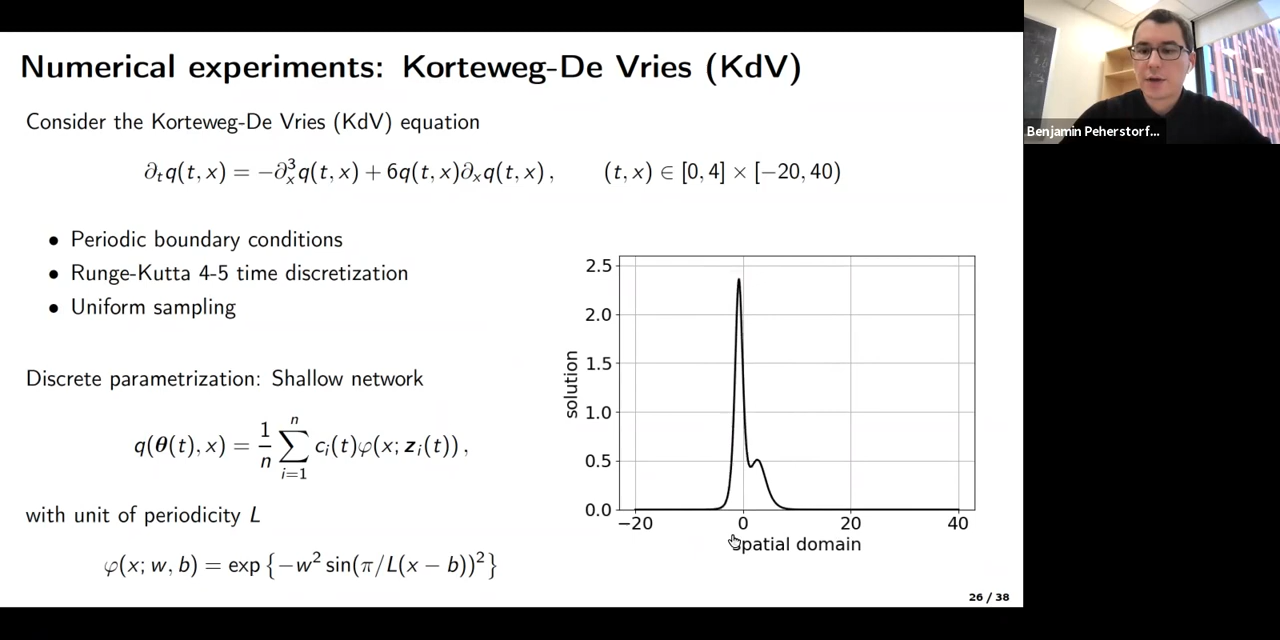 Numerical experiments: Korteweg-De Vries (KdV)
Consider the Korteweg-De Vries (KdV) equation
∂ₜq(t, x) = −∂ₓ³q(t, x) + 6q(t, x)∂ₓq(t, x) , (t, x) ∈ [0, 4] × [−20, 40)
• Periodic boundary conditions
• Runge-Kutta 4-5 time discretization
• Uniform sampling
Discrete parametrization: Shallow network
q(θ(t), x) = 1/n ∑ⁿᵢ₌₁ cᵢ(t)φ(x; zᵢ(t)) ,
with unit of periodicity L
φ(x; w, b) = exp {−w² sin(π/L(x − b))²}
2.5
2.0
1.5
1.0
0.5
0.0
solution
−20 0 20 40
spatial domain
26 / 38
Benjamin Peherstorf...